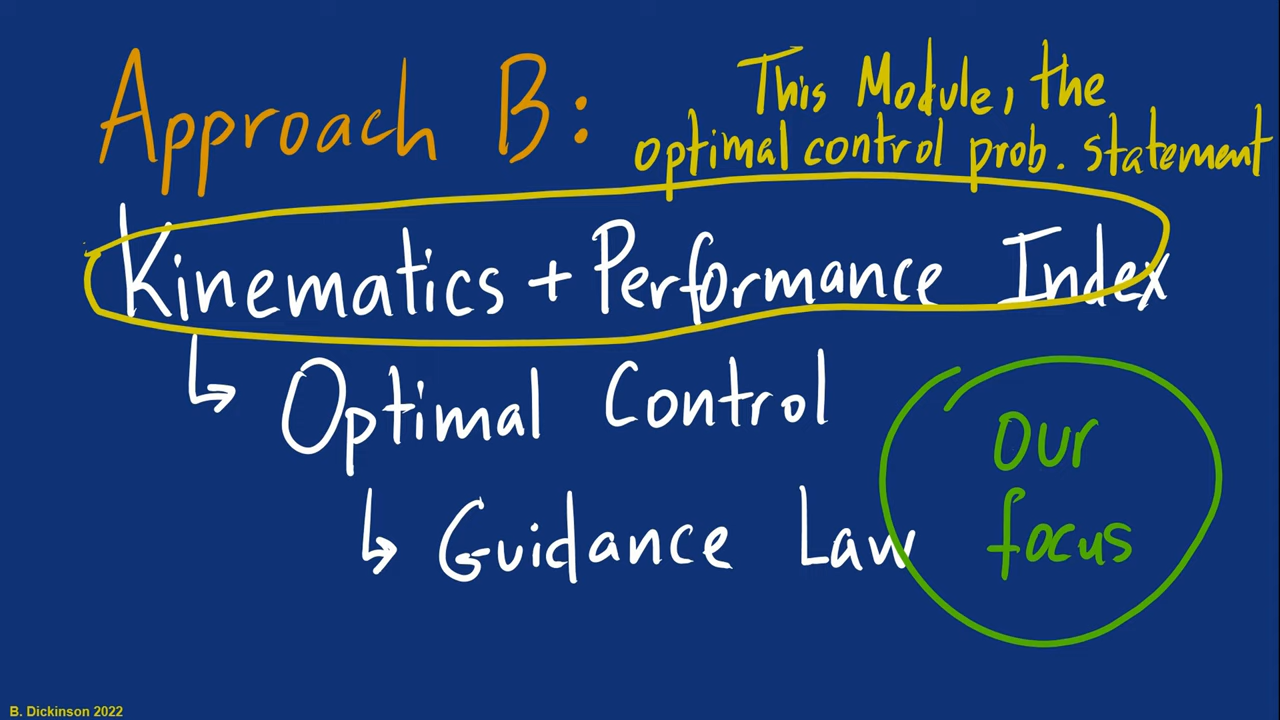 Approach B:
This Module, the
optimal control prob. statement
Kinematics + Performance Index
↳ Optimal Control
↳ Guidance Law
Our
focus
B. Dickinson 2022